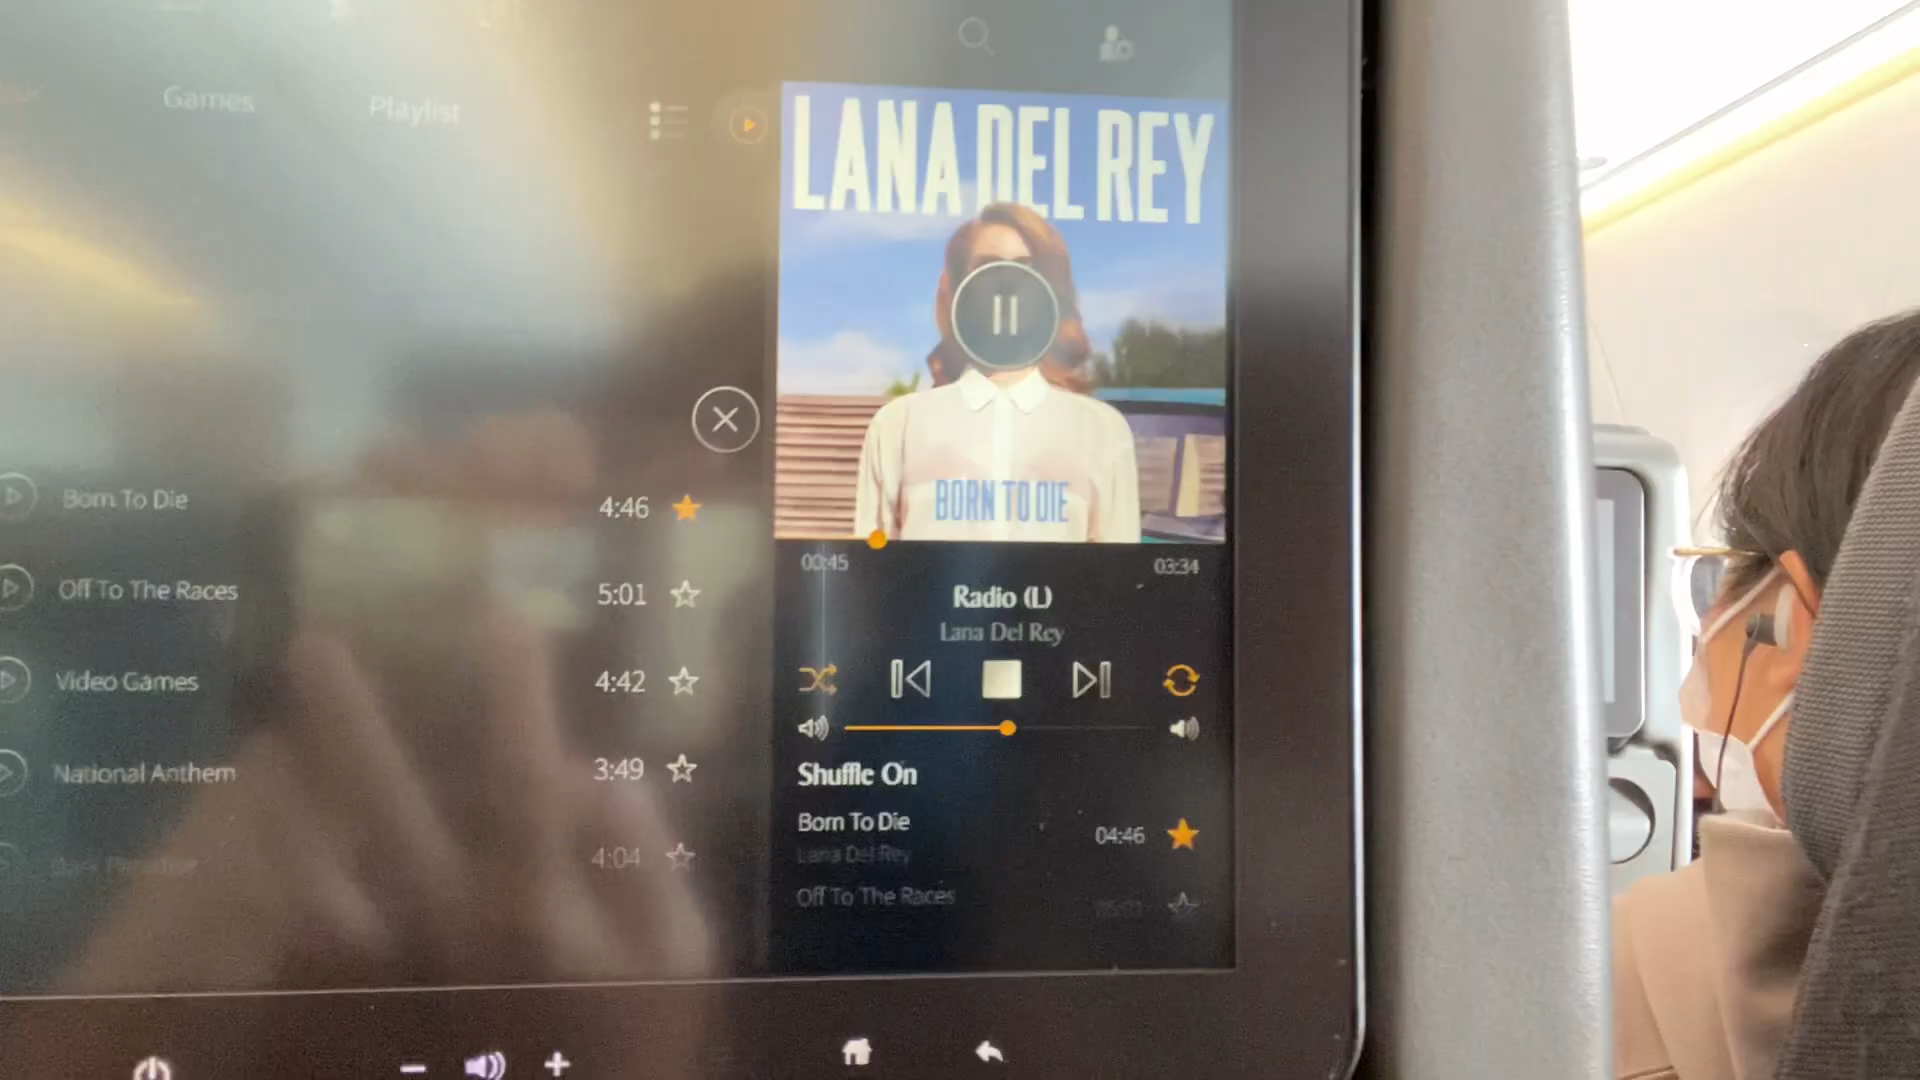 Games
Playlist
LANA DEL REY
BORN TO DIE
Born To Die 4:46
Off To The Races 5:01
Video Games 4:42
National Anthem 3:49
4:04
00:45 03:34
Radio (L)
Lana Del Rey
Shuffle On
Born To Die 04:46
Lana Del Rey
Off To The Races